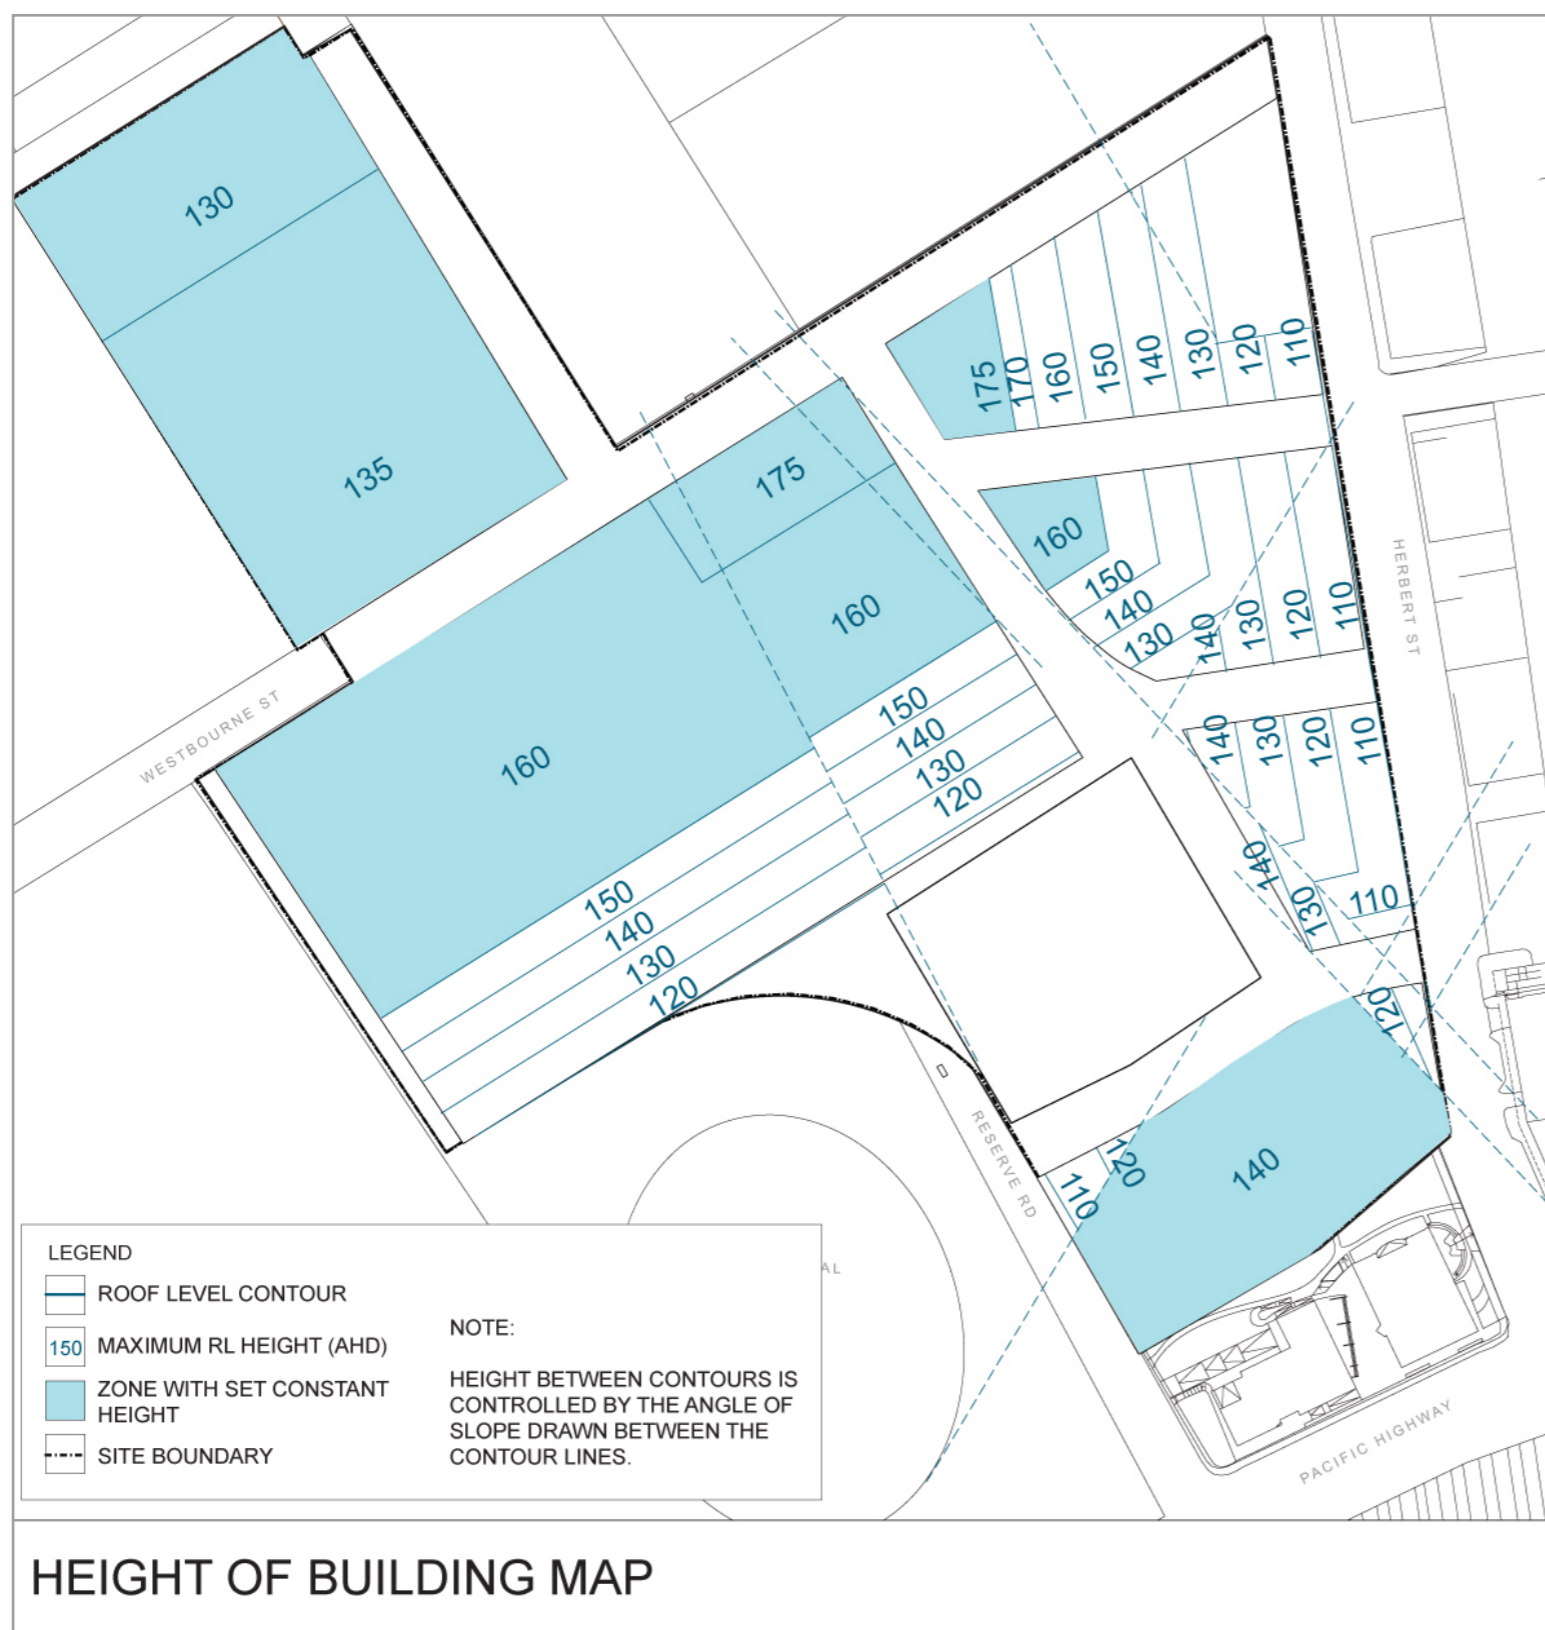 130
135
175
160
160
150
140
130
120
150
140
130
120
175
170
160
150
140
130
120
110
160
150
140
130
140
130
120
110
140
130
120
110
140
130
110
120
140
120
110
WESTBOURNE ST
HERBERT ST
RESERVE RD
PACIFIC HIGHWAY
AL
LEGEND
ROOF LEVEL CONTOUR
150 MAXIMUM RL HEIGHT (AHD)
ZONE WITH SET CONSTANT
HEIGHT
SITE BOUNDARY
NOTE:
HEIGHT BETWEEN CONTOURS IS
CONTROLLED BY THE ANGLE OF
SLOPE DRAWN BETWEEN THE
CONTOUR LINES.
HEIGHT OF BUILDING MAP